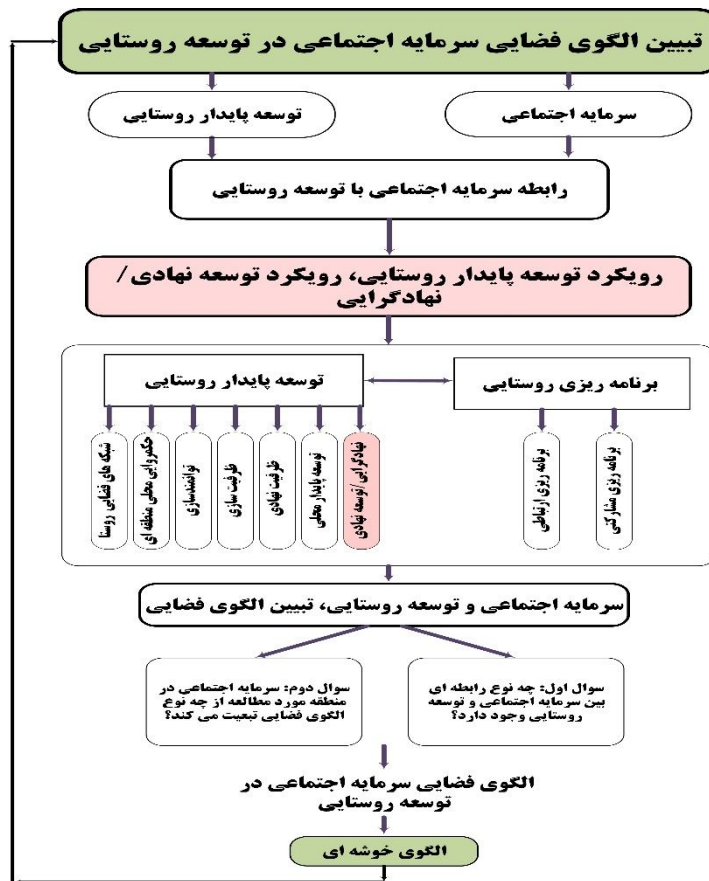 تبیین الگوی فضایی سرمایه اجتماعی در توسعه روستایی
سرمایه اجتماعی
توسعه پایدار روستایی
رابطه سرمایه اجتماعی با توسعه روستایی
رویکرد توسعه پایدار روستایی، رویکرد توسعه نهادی/
نهادگرایی
برنامه ریزی روستایی
توسعه پایدار روستایی
برنامه ریزی مشارکتی
برنامه ریزی ارتباطی
نهادگرایی/توسعه نهادی
توسعه پایدار محلی
ظرفیت نهادی
ظرفیت سازی
توانمندسازی
حکمروایی محلی منطقه ای
شبکه های فضایی روستا
سرمایه اجتماعی و توسعه روستایی، تبیین الگوی فضایی
سوال اول: چه نوع رابطه ای
بین سرمایه اجتماعی و توسعه
روستایی وجود دارد؟
سوال دوم: سرمایه اجتماعی در
منطقه مورد مطالعه از چه نوع
الگوی فضایی تبعیت می کند؟
الگوی فضایی سرمایه اجتماعی در
توسعه روستایی
الگوی خوشه ای